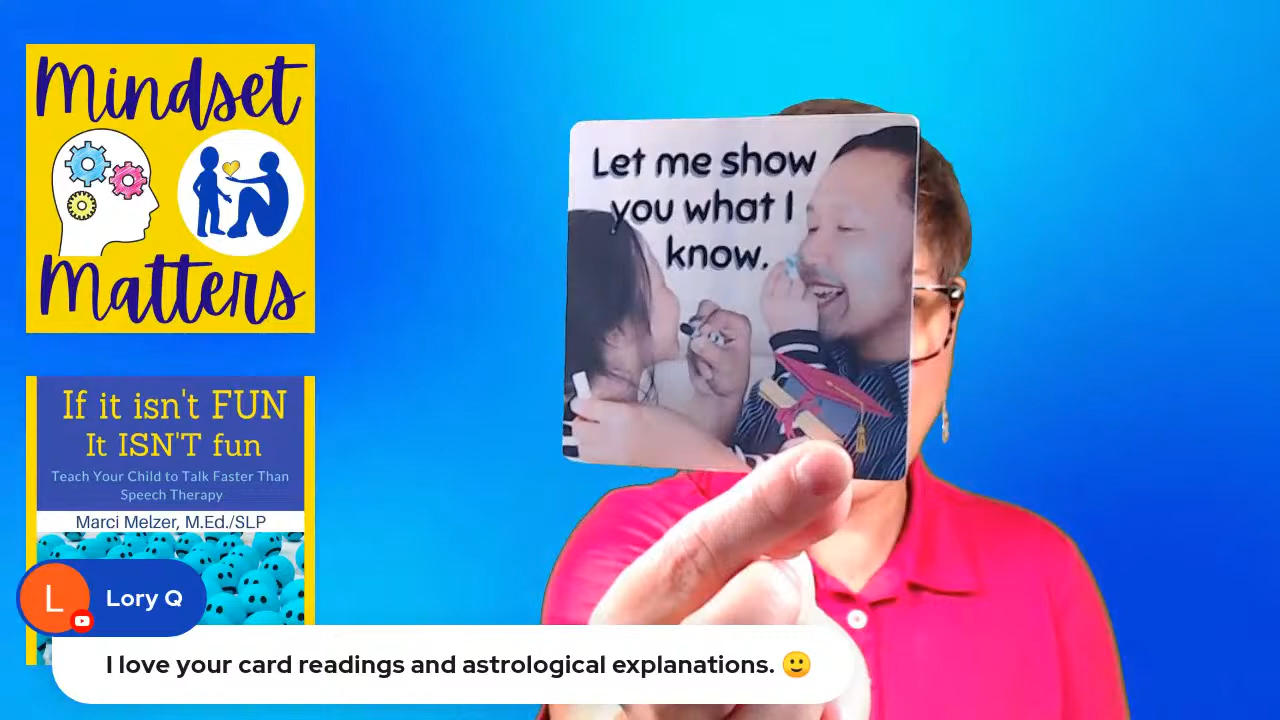 Mindset
Matters
Let me show
you what I
know.
If it isn't FUN
It ISN'T fun
Teach Your Child to Talk Faster Than
Speech Therapy
Marci Melzer, M.Ed./SLP
L
Lory Q
I love your card readings and astrological explanations. 🙂